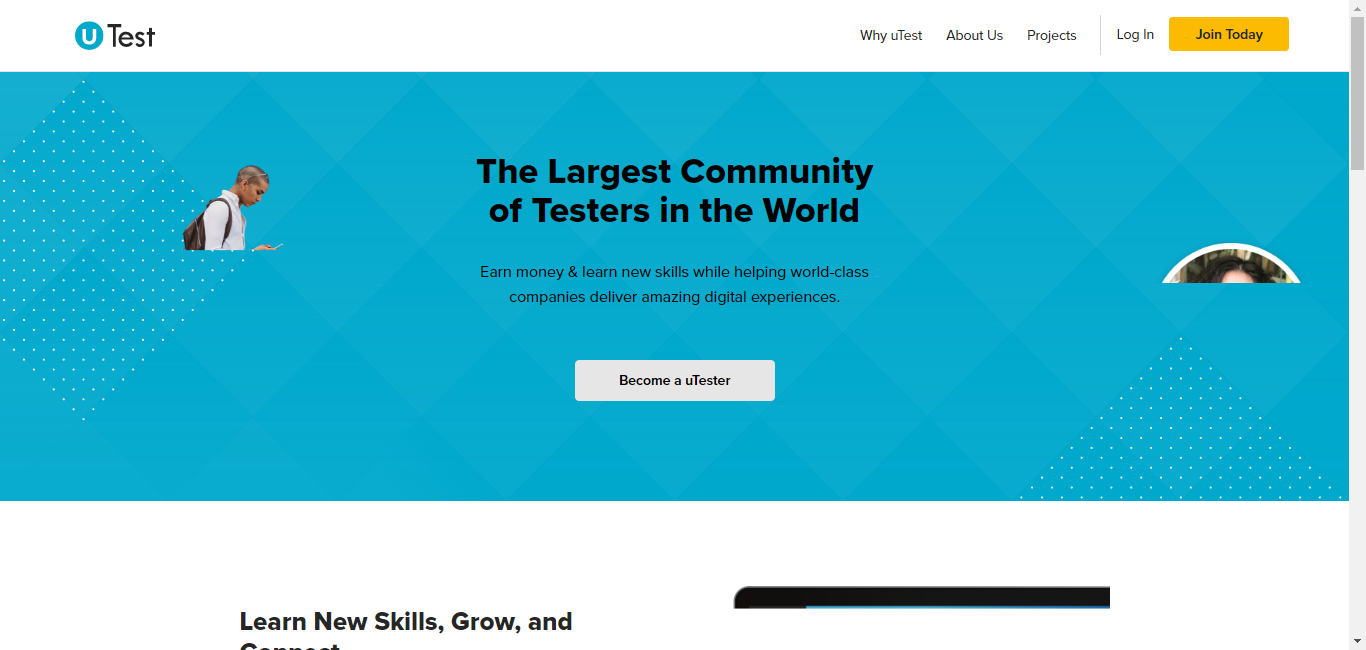 uTest
Why uTest
About Us
Projects
Log In
Join Today
The Largest Community
of Testers in the World
Earn money & learn new skills while helping world-class
companies deliver amazing digital experiences.
Become a uTester
Learn New Skills, Grow, and
Connect